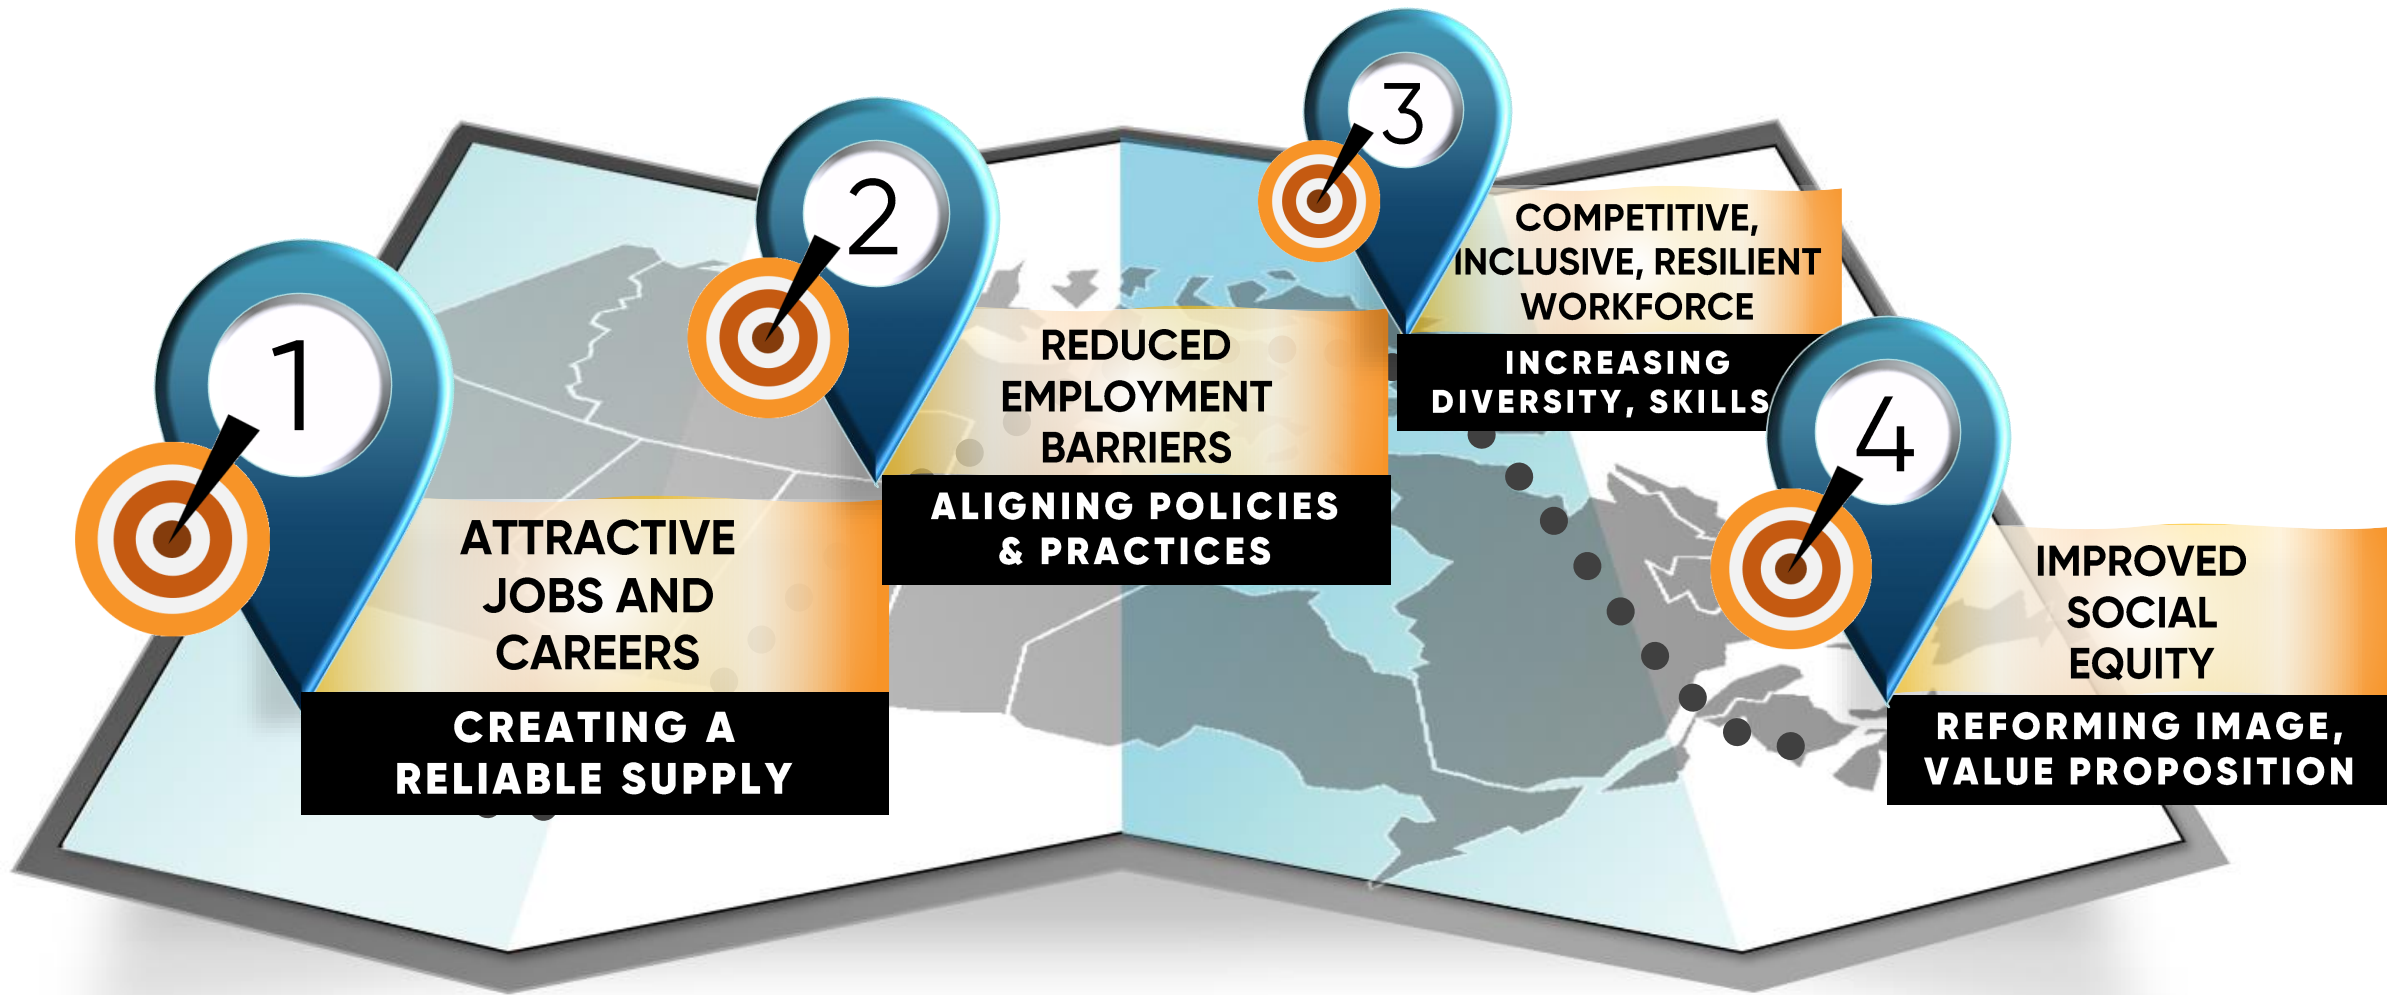 1
ATTRACTIVE
JOBS AND
CAREERS
CREATING A
RELIABLE SUPPLY
2
REDUCED
EMPLOYMENT
BARRIERS
ALIGNING POLICIES
& PRACTICES
3
COMPETITIVE,
INCLUSIVE, RESILIENT
WORKFORCE
INCREASING
DIVERSITY, SKILLS
4
IMPROVED
SOCIAL
EQUITY
REFORMING IMAGE,
VALUE PROPOSITION